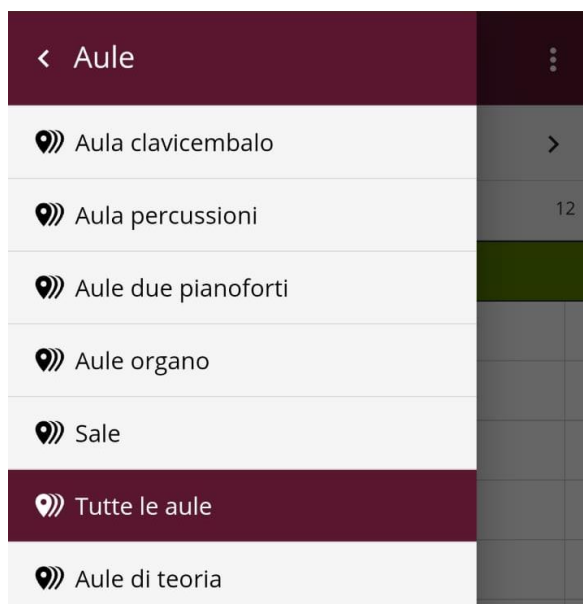 Aule
Aula clavicembalo
Aula percussioni
12
Aule due pianoforti
Aule organo
Sale
Tutte le aule
Aule di teoria